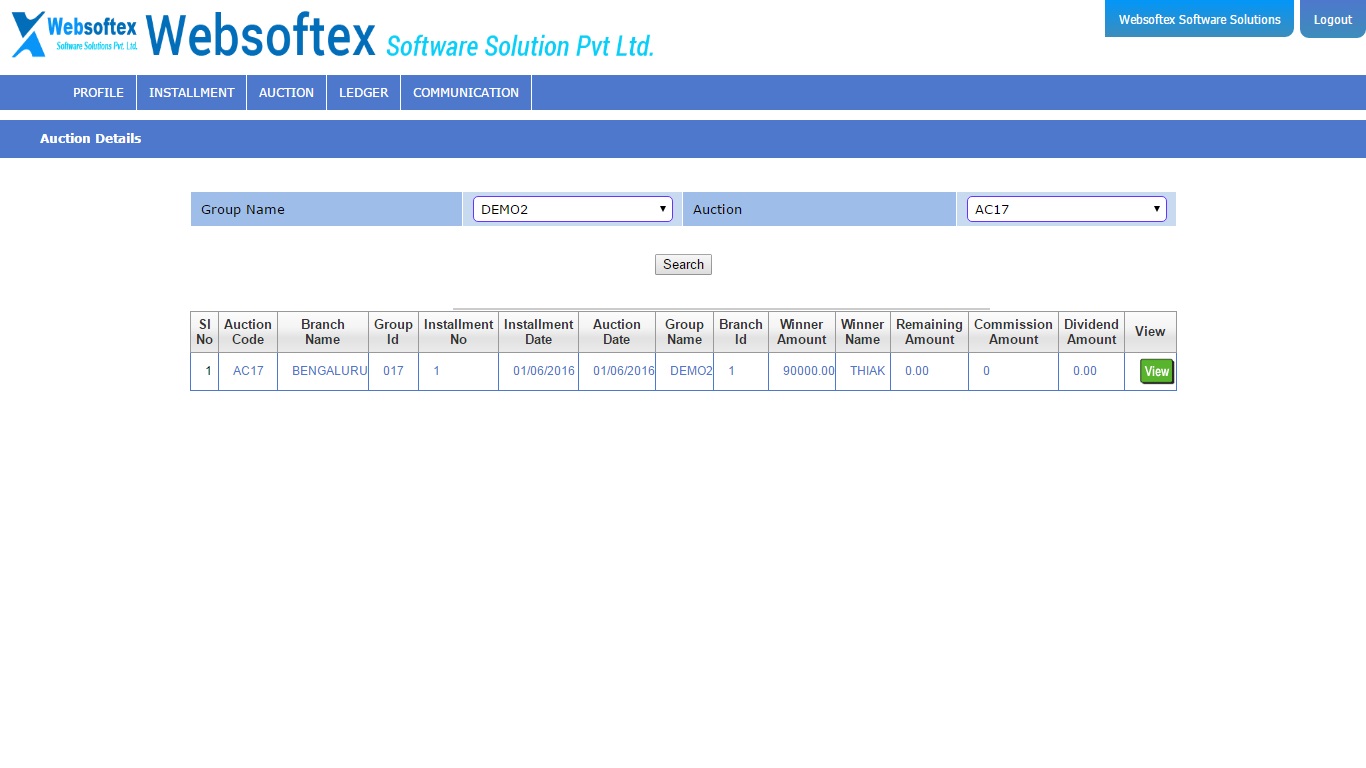 Websoftex Software Solutions Pvt. Ltd. Websoftex Software Solution Pvt Ltd.
Websoftex Software Solutions Logout
PROFILE INSTALLMENT AUCTION LEDGER COMMUNICATION
Auction Details
Group Name DEMO2 Auction AC17
Search
Sl No Auction Code Branch Name Group Id Installment No Installment Date Auction Date Group Name Branch Id Winner Amount Winner Name Remaining Amount Commission Amount Dividend Amount View
1 AC17 BENGALURU 017 1 01/06/2016 01/06/2016 DEMO2 1 90000.00 THIAK 0.00 0 0.00 View